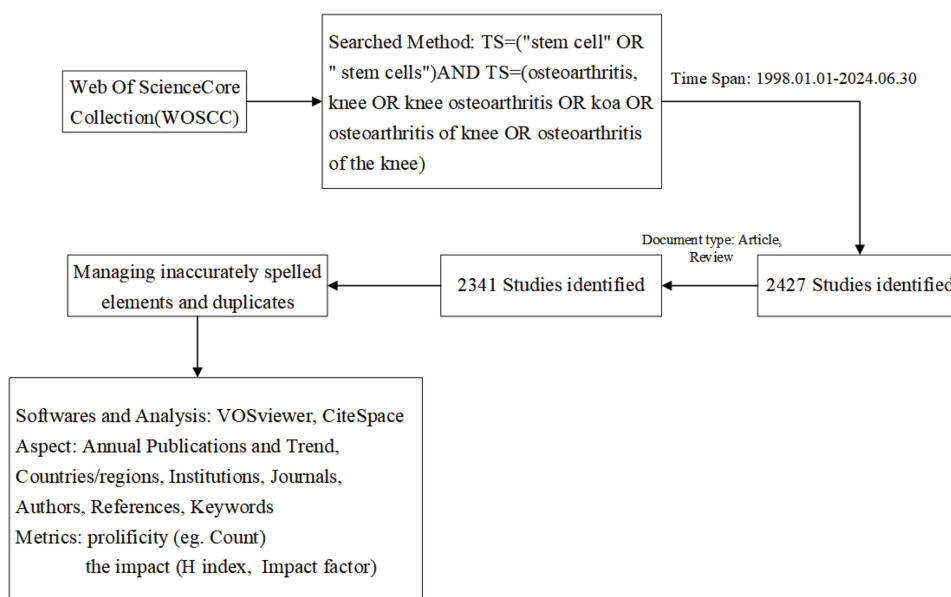 Web Of ScienceCore
Collection(WOSCC)
Searched Method: TS=("stem cell" OR
" stem cells")AND TS=(osteoarthritis,
knee OR knee osteoarthritis OR koa OR
osteoarthritis of knee OR osteoarthritis
of the knee)
Time Span: 1998.01.01-2024.06.30
2427 Studies identified
Document type: Article,
Review
2341 Studies identified
Managing inaccurately spelled
elements and duplicates
Softwares and Analysis: VOSviewer, CiteSpace
Aspect: Annual Publications and Trend,
Countries/regions, Institutions, Journals,
Authors, References, Keywords
Metrics: prolificity (eg. Count)
the impact (H index,  Impact factor)